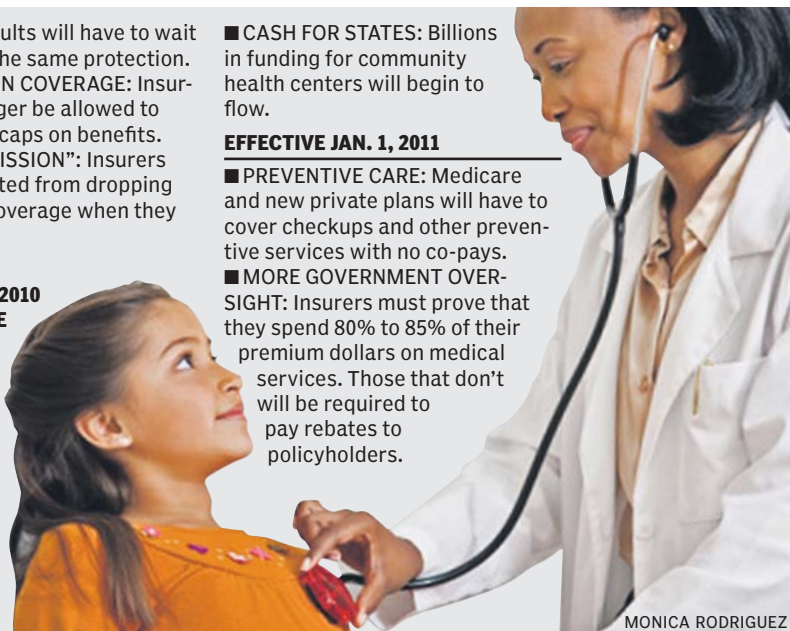 ults will have to wait
he same protection.
N COVERAGE: Insur-
ger be allowed to
caps on benefits.
ISSION”: Insurers
ted from dropping
overage when they
2010
E
■ CASH FOR STATES: Billions
in funding for community
health centers will begin to
flow.
EFFECTIVE JAN. 1, 2011
■ PREVENTIVE CARE: Medicare
and new private plans will have to
cover checkups and other preven-
tive services with no co-pays.
■ MORE GOVERNMENT OVER-
SIGHT: Insurers must prove that
they spend 80% to 85% of their
premium dollars on medical
services. Those that don’t
will be required to
pay rebates to
policyholders.
MONICA RODRIGUEZ